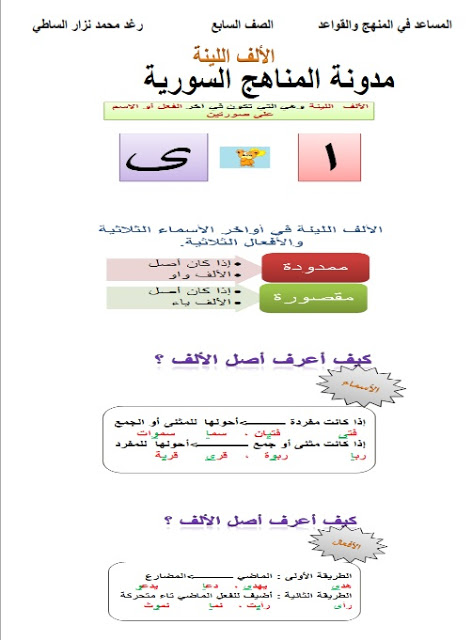 المساعد في المنهج والقواعد الصف السابع رغد محمد نزار الساطي
الألف اللينة
مدونة المناهج السورية
الألف اللينة وهي التي تكون في آخر الفعل أو الاسم
على صورتين
ا ى
الألف اللينة في أواخر الأسماء الثلاثية
والأفعال الثلاثية.
ممدودة
• إذا كان أصل
• الألف واو
مقصورة
• إذا كان أصل
• الألف ياء
كيف أعرف أصل الألف ؟
الأسماء
إذا كانت مفردة أحولها للمثنى أو الجمع
فتى فتيان ، سما سموات
إذا كانت مثنى أو جمع أحولها للمفرد
ربا ربوة ، قرى قرية
كيف أعرف أصل الألف ؟
الأفعال
الطريقة الأولى : الماضي المضارع
هدى يهدي ، دعا يدعو
الطريقة الثانية : أضيف للفعل الماضي تاء متحركة
رأى رأيت ، نما نموت